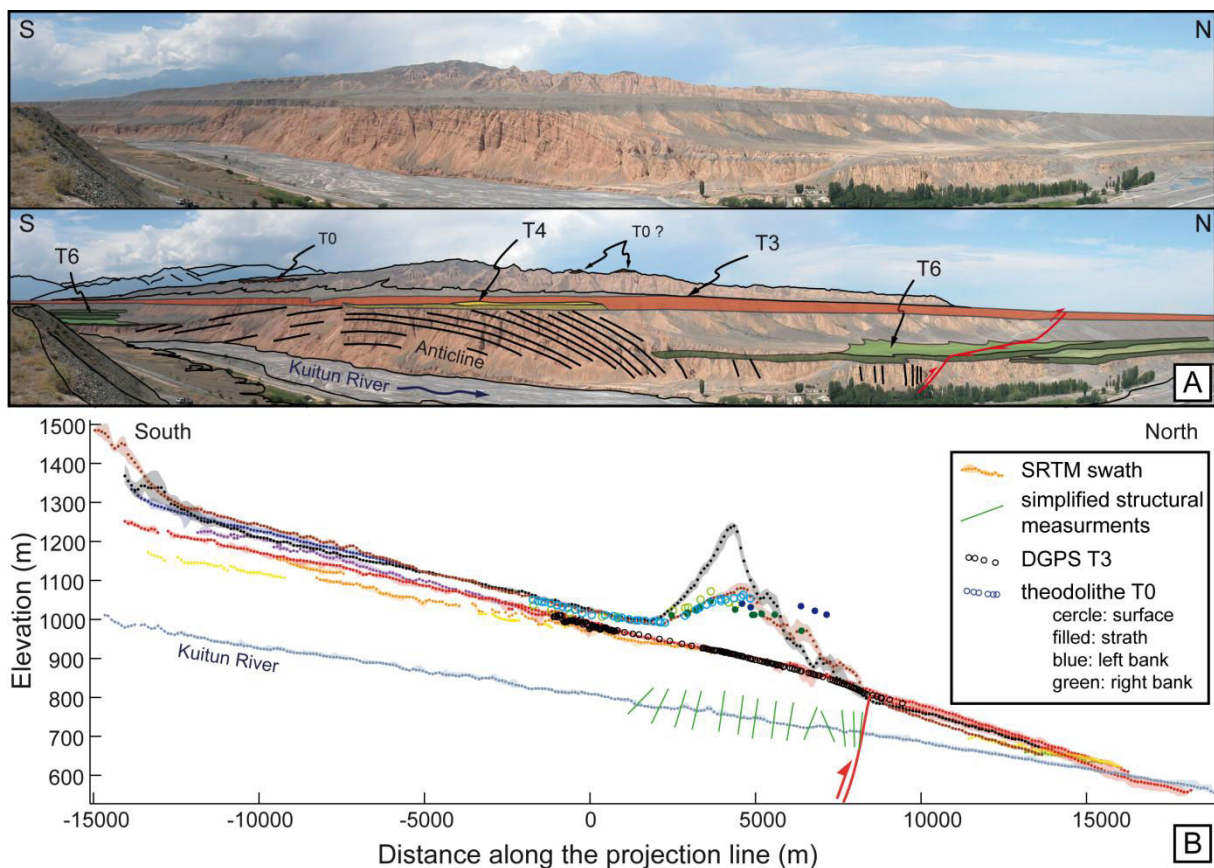 S
N
S
N
T6
T0
T4
T0 ?
T3
T6
Anticline
Kuitun River
A
1500
1400
1300
1200
1100
1000
900
800
700
600
Elevation (m)
South
North
Kuitun River
SRTM swath
simplified structural
measurments
DGPS T3
theodolithe T0
cercle: surface
filled: strath
blue: left bank
green: right bank
-15000
-10000
-5000
0
5000
10000
15000
Distance along the projection line (m)
B